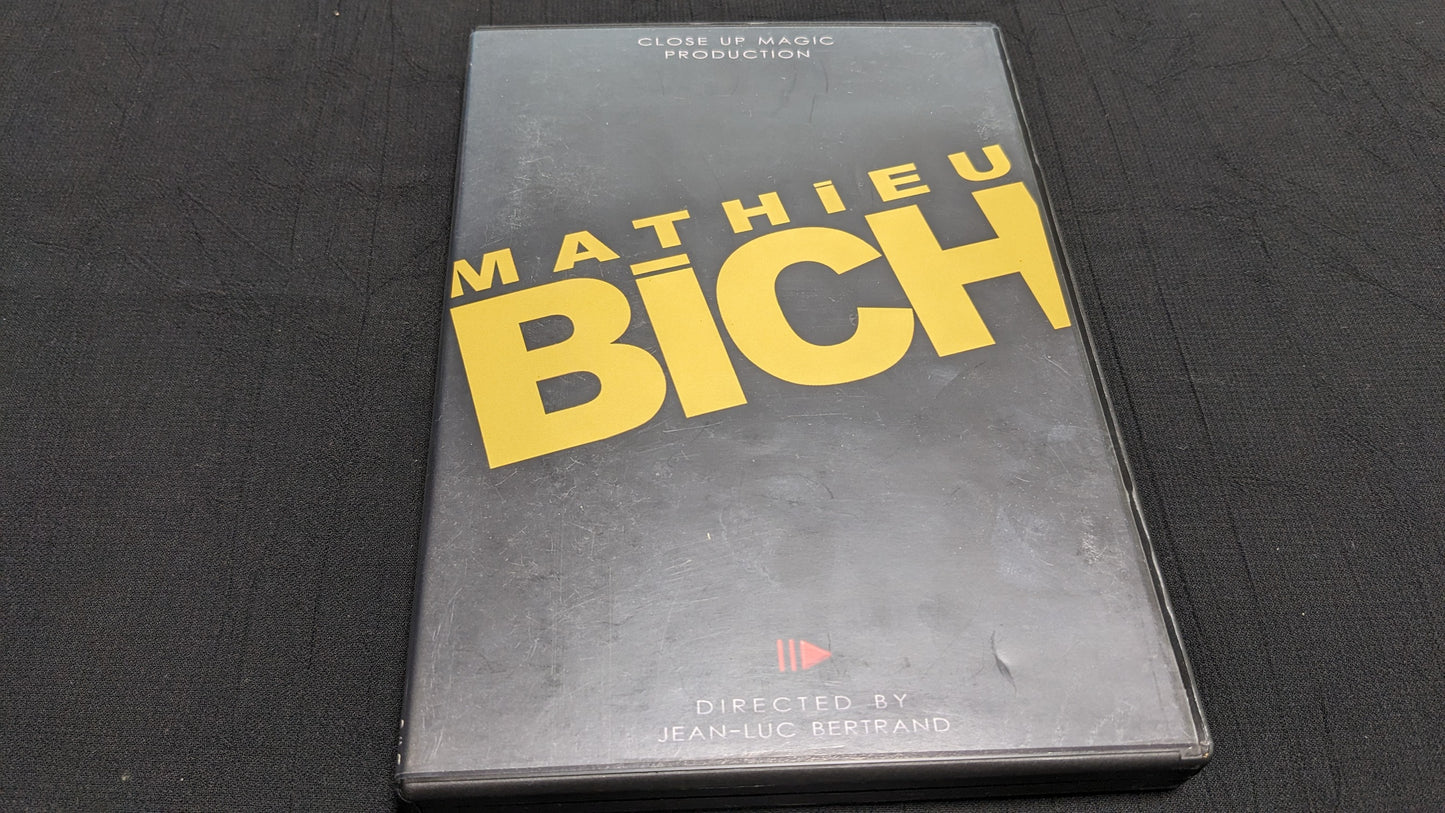 CLOSE UP MAGIC
PRODUCTION
MATHiEU
BiCH
DIRECTED BY
JEAN-LUC BERTRAND